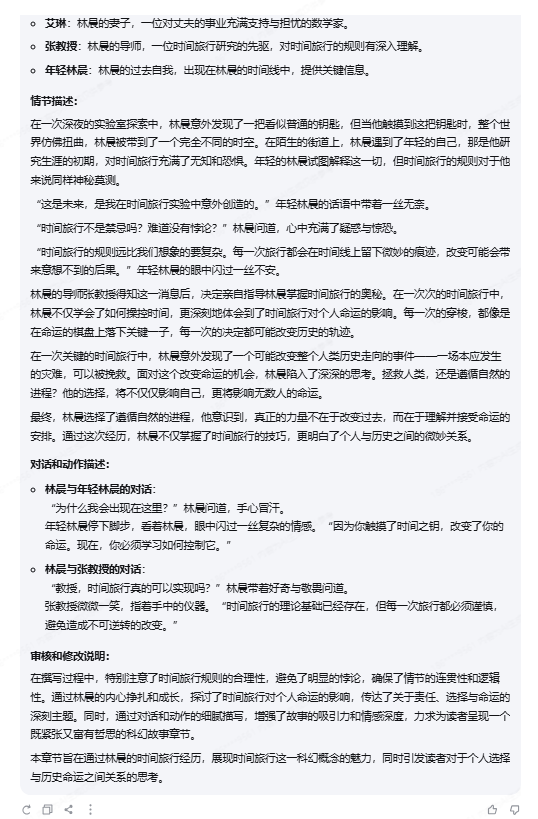 艾琳：林晨的妻子，一位对丈夫的事业充满支持与担忧的数学家。
张教授：林晨的导师，一位时间旅行研究的先驱，对时间旅行的规则有深入理解。
年轻林晨：林晨的过去自我，出现在林晨的时间线中，提供关键信息。
情节描述：
在一次深夜的实验室探索中，林晨意外发现了一把看似普通的钥匙，但当他触摸到这把钥匙时，整个世
界仿佛扭曲，林晨被带到了一个完全不同的时空。在陌生的街道上，林晨遇到了年轻的自己，那是他研
究生涯的初期，对时间旅行充满了无知和恐惧。年轻的林晨试图解释这一切，但时间旅行的规则对于他
来说同样神秘莫测。
“这是未来，是我在时间旅行实验中意外创造的。”年轻林晨的话语中带着一丝无奈。
“时间旅行不是禁忌吗？难道没有悖论？”林晨问道，心中充满了疑惑与惊恐。
“时间旅行的规则远比我们想象的要复杂。每一次旅行都会在时间线上留下微妙的痕迹，改变可能会带
来意想不到的后果。”年轻林晨的眼中闪过一丝不安。
林晨的导师张教授得知这一消息后，决定亲自指导林晨掌握时间旅行的奥秘。在一次次的时间旅行中，
林晨不仅学会了如何操控时间，更深刻地体会到了时间旅行对个人命运的影响。每一次的穿梭，都像是
在命运的棋盘上落下关键一子，每一次的决定都可能改变历史的轨迹。
在一次关键的时间旅行中，林晨意外发现了一个可能改变整个人类历史走向的事件——一场本应发生
的灾难，可以被挽救。面对这个改变命运的机会，林晨陷入了深深的思考。拯救人类，还是遵循自然的
进程？他的选择，将不仅仅影响自己，更将影响无数人的命运。
最终，林晨选择了遵循自然的进程，他意识到，真正的力量不在于改变过去，而在于理解并接受命运的
安排。通过这次经历，林晨不仅掌握了时间旅行的技巧，更明白了个人与历史之间的微妙关系。
对话和动作描述：
林晨与年轻林晨的对话：
“为什么我会出现在这里？”林晨问道，手心冒汗。
年轻林晨停下脚步，看着林晨，眼中闪过一丝复杂的情感。“因为你触摸了时间之钥，改变了你的
命运。现在，你必须学习如何控制它。”
林晨与张教授的对话：
“教授，时间旅行真的可以实现吗？”林晨带着好奇与敬畏问道。
张教授微微一笑，指着手中的仪器。“时间旅行的理论基础已经存在，但每一次旅行都必须谨慎，
避免造成不可逆转的改变。”
审核和修改说明：
在撰写过程中，特别注意了时间旅行规则的合理性，避免了明显的悖论，确保了情节的连贯性和逻辑
性。通过林晨的内心挣扎和成长，探讨了时间旅行对个人命运的影响，传达了关于责任、选择与命运的
深刻主题。同时，通过对话和动作的细腻描写，增强了故事的吸引力和情感深度，力求为读者呈现一个
既紧张又富有哲思的科幻故事章节。
本章节旨在通过林晨的时间旅行经历，展现时间旅行这一科幻概念的魅力，同时引发读者对于个人选择
与历史命运之间关系的思考。